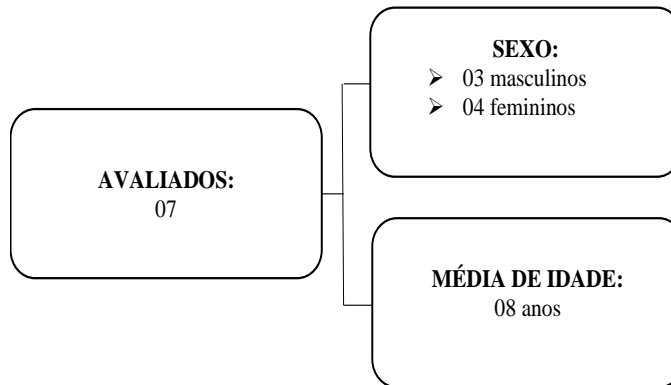 AVALIADOS:
07
SEXO:
➢ 03 masculinos
➢ 04 femininos
MÉDIA DE IDADE:
08 anos